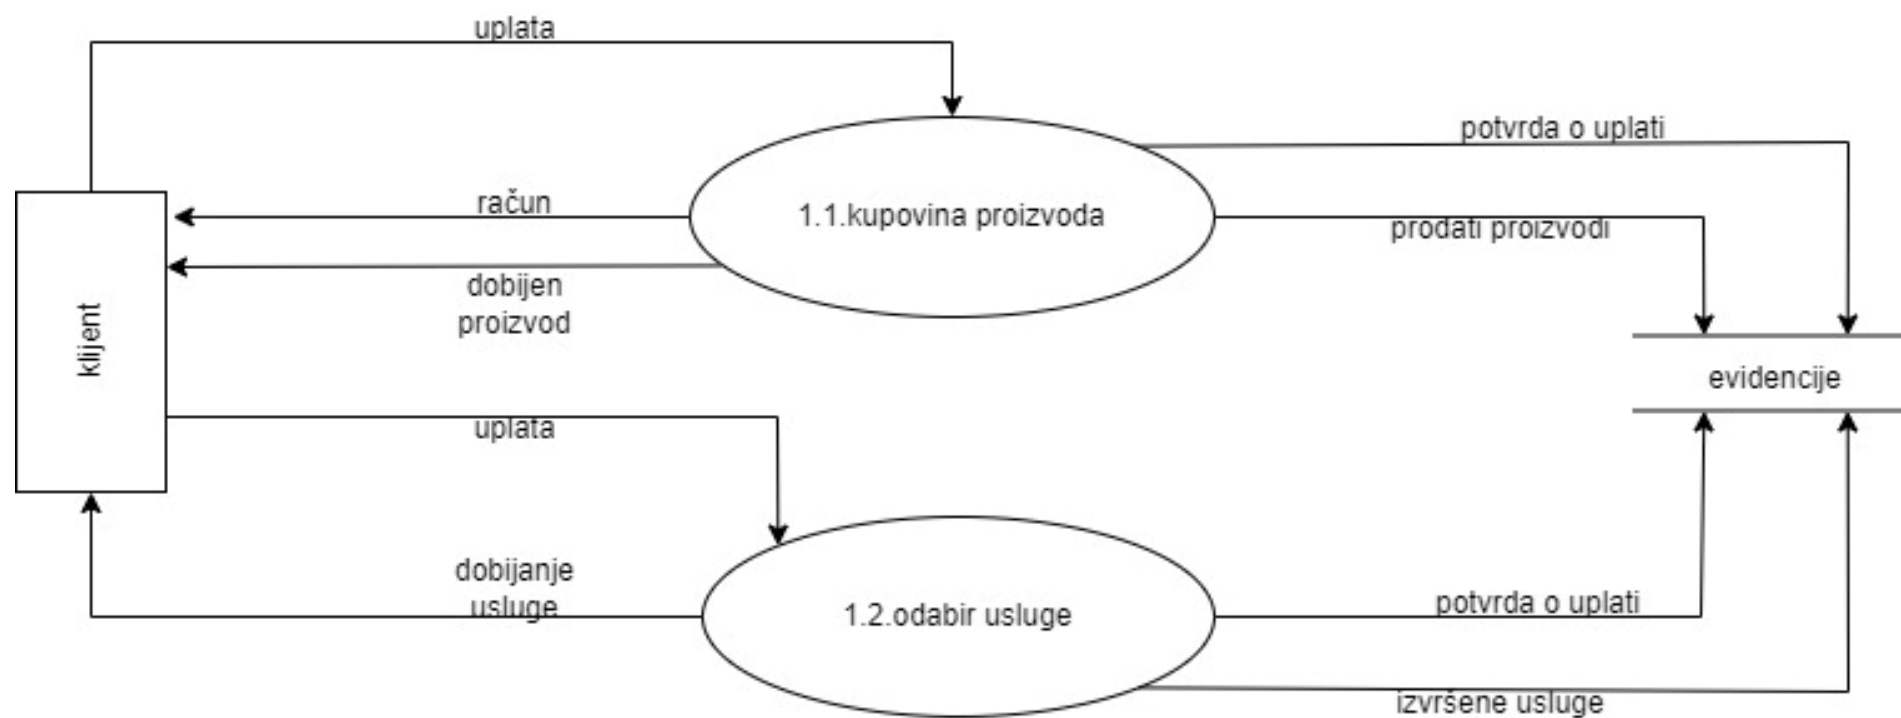 uplata
potvrda o uplati
račun
1.1.kupovina proizvoda
prodati proizvodi
dobijen
proizvod
klijent
evidencije
uplata
dobijanje
usluge
1.2.odabir usluge
potvrda o uplati
izvršene usluge